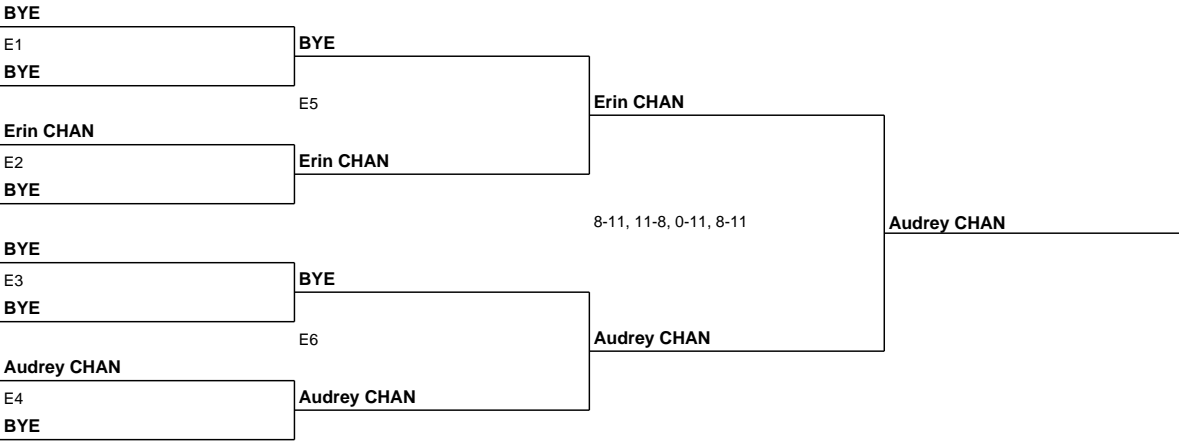 BYE
E1
BYE
BYE
E5
Erin CHAN
Erin CHAN
E2
Erin CHAN
BYE
8-11, 11-8, 0-11, 8-11
Audrey CHAN
BYE
E3
BYE
BYE
E6
Audrey CHAN
Audrey CHAN
E4
Audrey CHAN
BYE